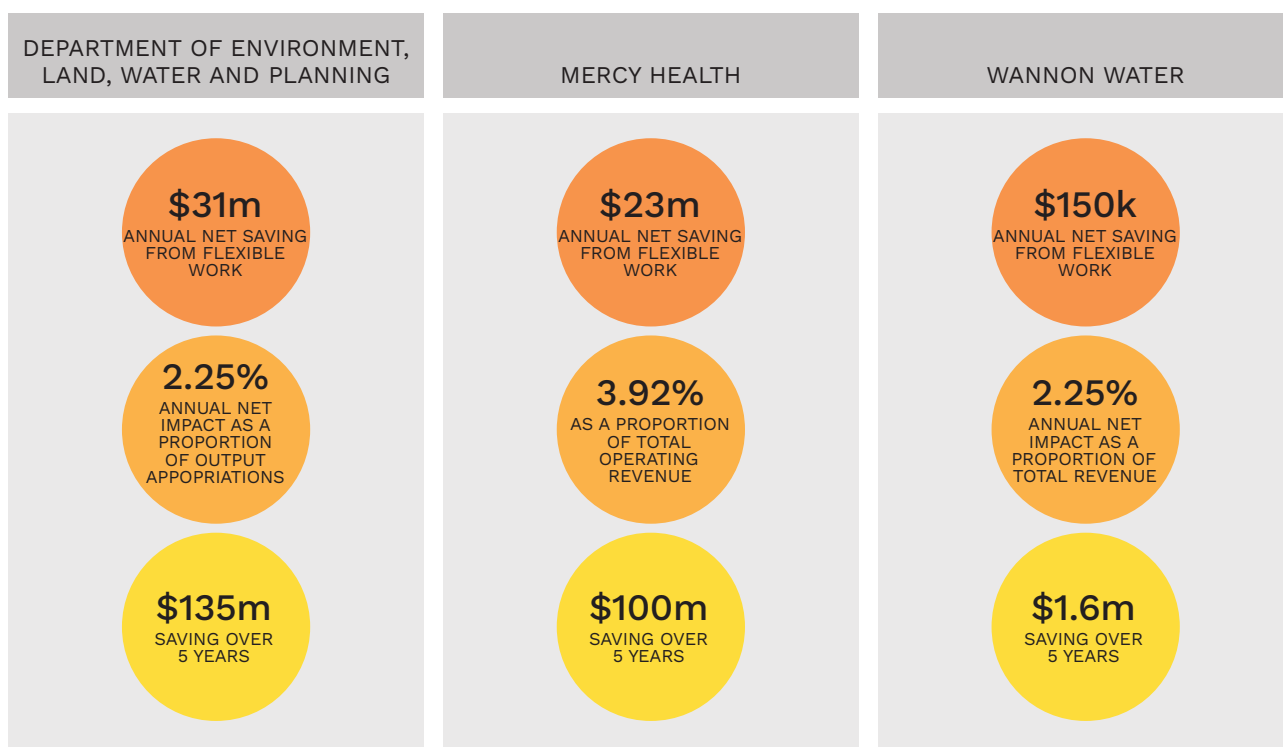 DEPARTMENT OF ENVIRONMENT,
LAND, WATER AND PLANNING
$31m
ANNUAL NET SAVING
FROM FLEXIBLE
WORK
2.25%
ANNUAL NET
IMPACT AS A
PROPORTION
OF OUTPUT
APPOPRIATIONS
$135m
SAVING OVER
5 YEARS
MERCY HEALTH
$23m
ANNUAL NET SAVING
FROM FLEXIBLE
WORK
3.92%
AS A PROPORTION
OF TOTAL
OPERATING
REVENUE
$100m
SAVING OVER
5 YEARS
WANNON WATER
$150k
ANNUAL NET SAVING
FROM FLEXIBLE
WORK
2.25%
ANNUAL NET
IMPACT AS A
PROPORTION OF
TOTAL REVENUE
$1.6m
SAVING OVER
5 YEARS